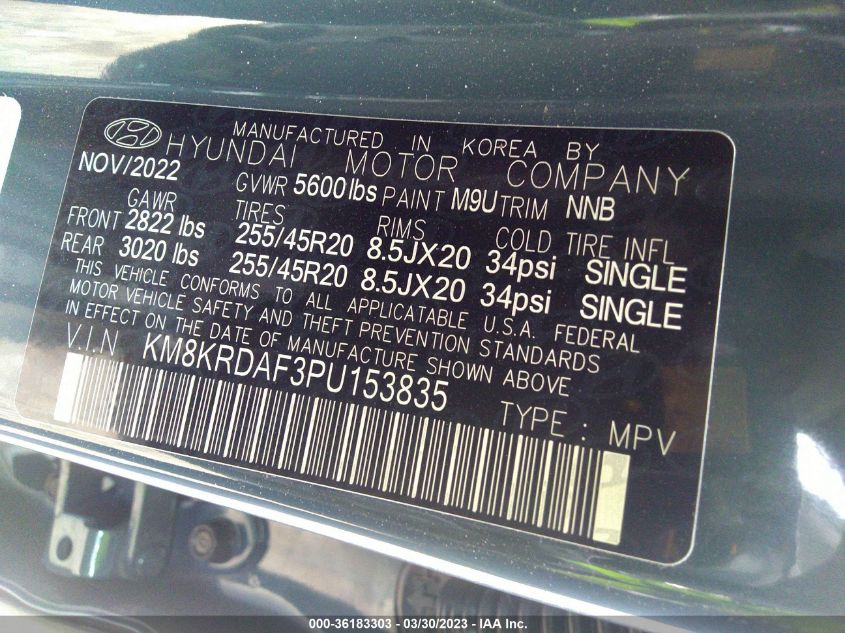 MANUFACTURED IN KOREA BY
HYUNDAI MOTOR COMPANY
NOV/2022 GVWR 5600lbs PAINT M9U TRIM NNB
GAWR TIRES RIMS COLD TIRE INFL
FRONT 2822 lbs 255/45R20 8.5JX20 34psi SINGLE
REAR 3020 lbs 255/45R20 8.5JX20 34psi SINGLE
THIS VEHICLE CONFORMS TO ALL APPLICATABLE U.S.A. FEDERAL
MOTOR VEHICLE SAFETY AND THEFT PREVENTION STANDARDS
IN EFFECT ON THE DATE OF MANUFACTURE SHOWN ABOVE
V.I.N KM8KRDAF3PU153835
TYPE : MPV
000-36183303 — 03/30/2023 — IAA Inc.